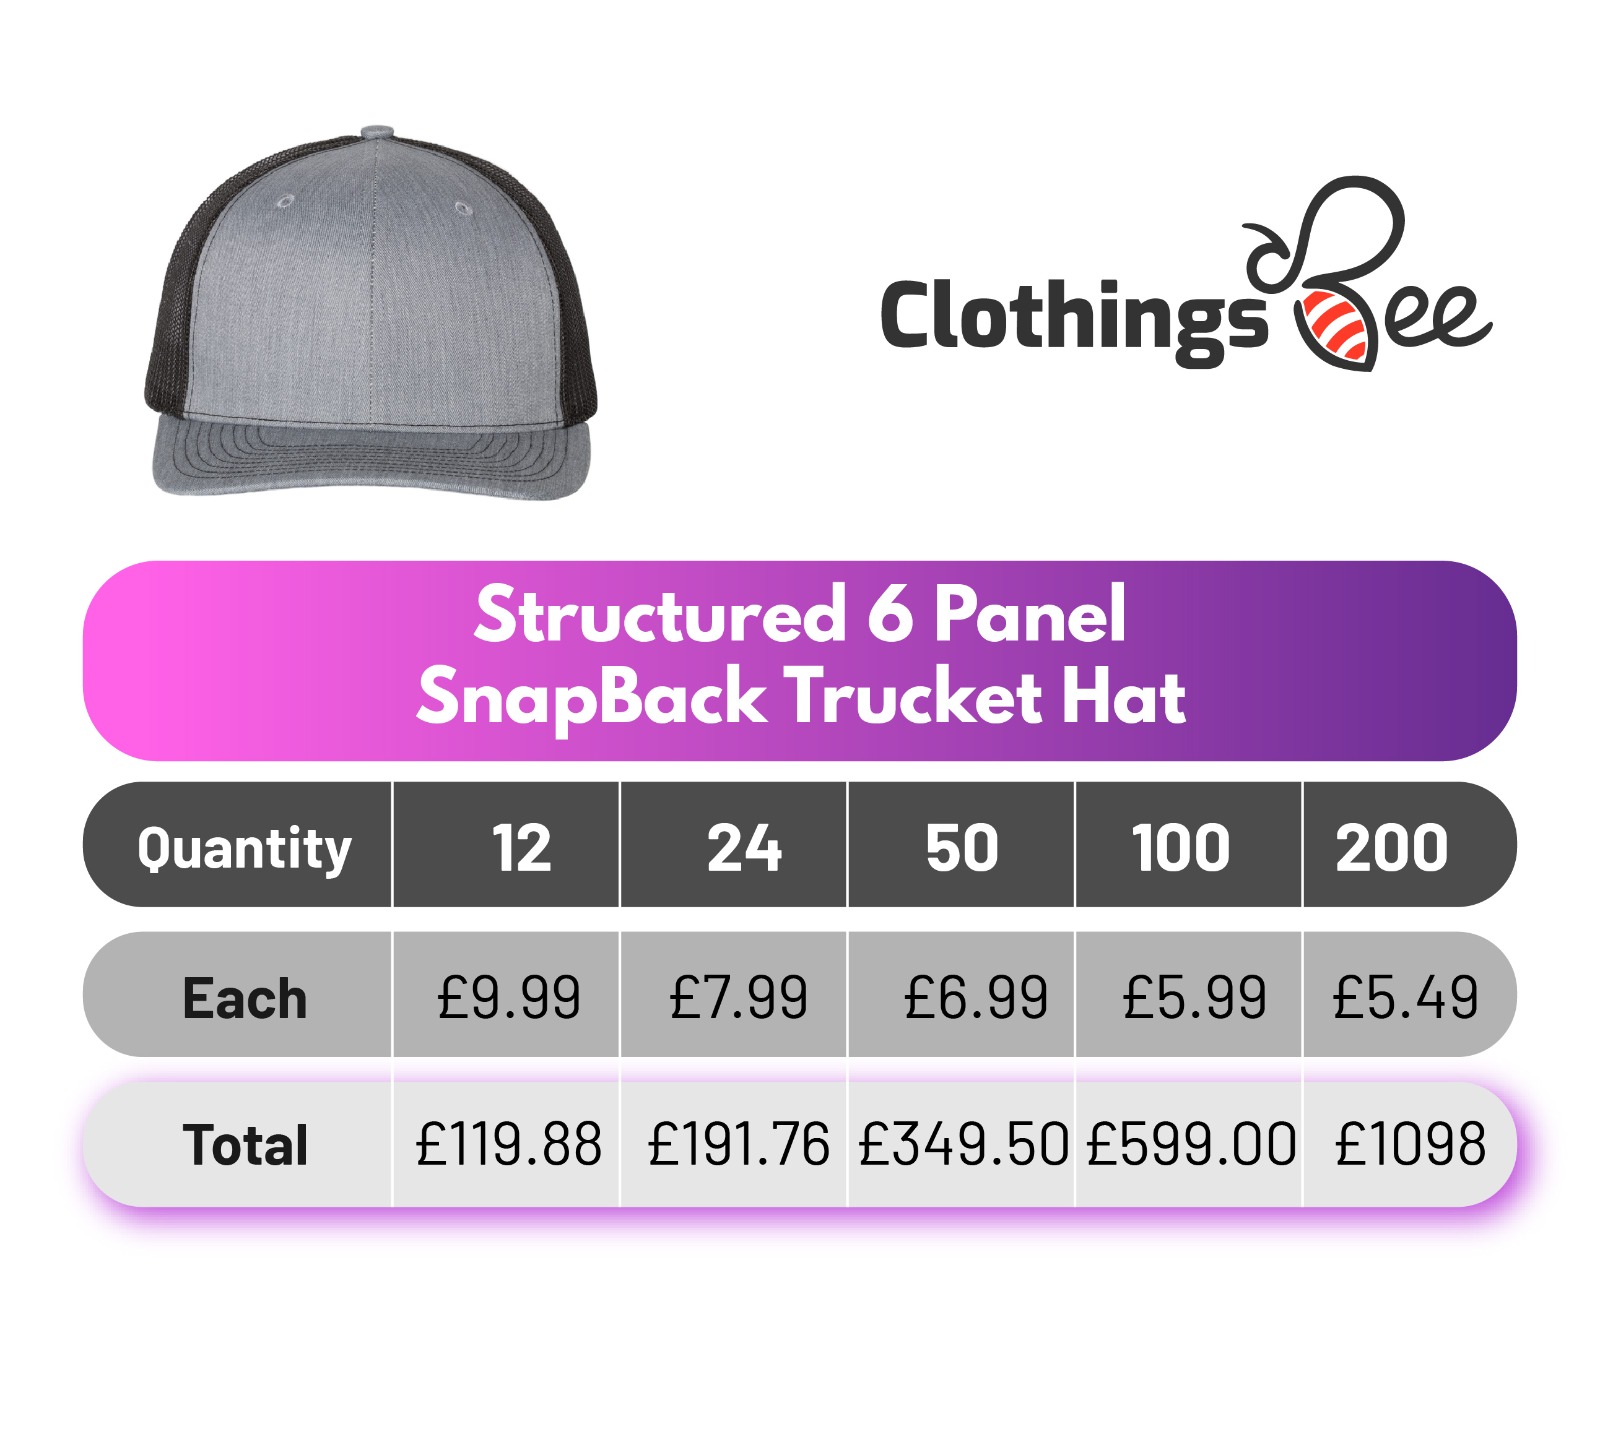 Clothings Bee
Structured 6 Panel
SnapBack Trucket Hat
Quantity 12 24 50 100 200
Each £9.99 £7.99 £6.99 £5.99 £5.49
Total £119.88 £191.76 £349.50 £599.00 £1098